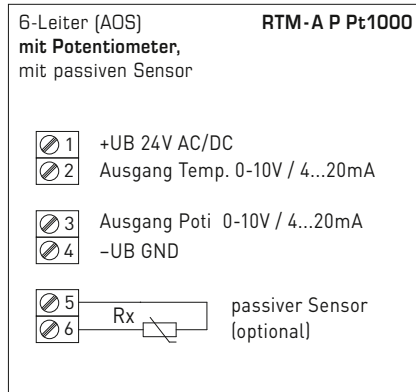 6-Leiter (AOS) RTM-A P Pt1000
mit Potentiometer,
mit passiven Sensor
1 +UB 24V AC/DC
2 Ausgang Temp. 0-10V / 4...20mA
3 Ausgang Poti 0-10V / 4...20mA
4 –UB GND
5 passiver Sensor
6 Rx (optional)